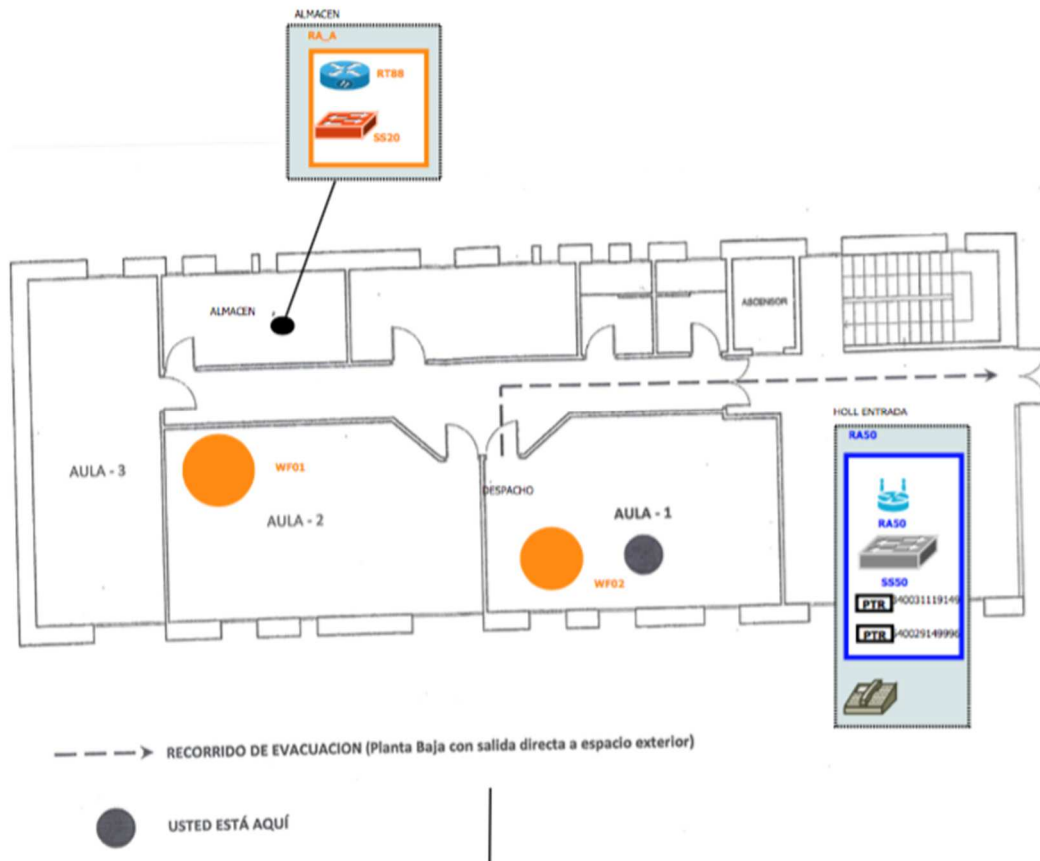 ALMACEN
RA_A
RT88
SS20
ALMACEN
ASCENSOR
HOLL ENTRADA
RA50
AULA - 3
WF01
AULA - 2
DESPACHO
AULA - 1
WF02
RA50
SS50
PTR
PTR
RECORRIDO DE EVACUACION (Planta Baja con salida directa a espacio exterior)
USTED ESTÁ AQUÍ